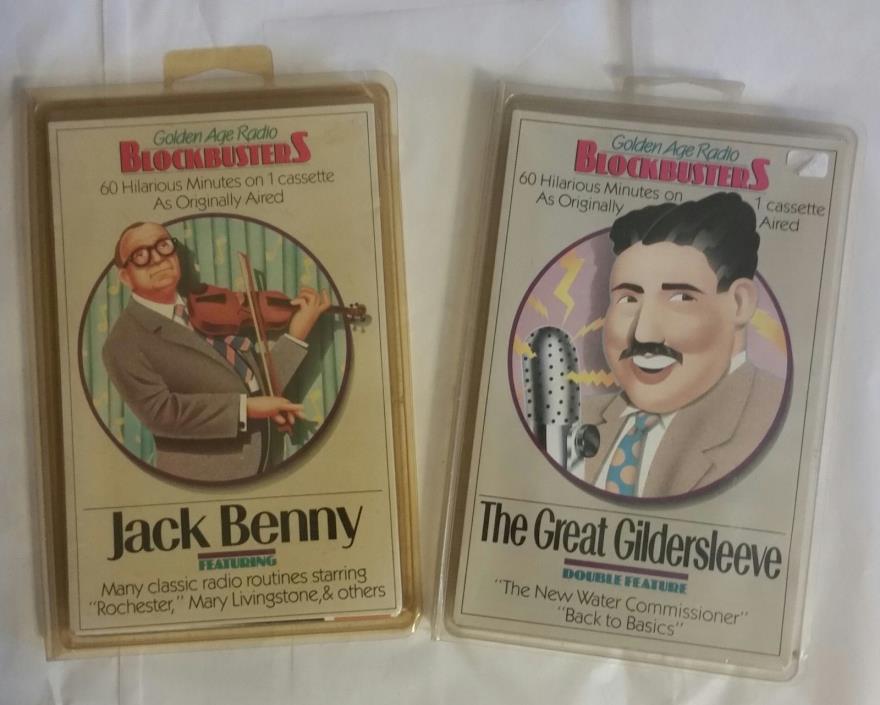 Golden Age Radio
BLOCKBUSTERS
60 Hilarious Minutes on 1 cassette
As Originally Aired
Jack Benny
FEATURING
Many classic radio routines starring
"Rochester," Mary Livingstone, & others
Golden Age Radio
BLOCKBUSTERS
60 Hilarious Minutes on 1 cassette
As Originally Aired
The Great Gildersleeve
DOUBLE FEATURE
"The New Water Commissioner"
"Back to Basics"